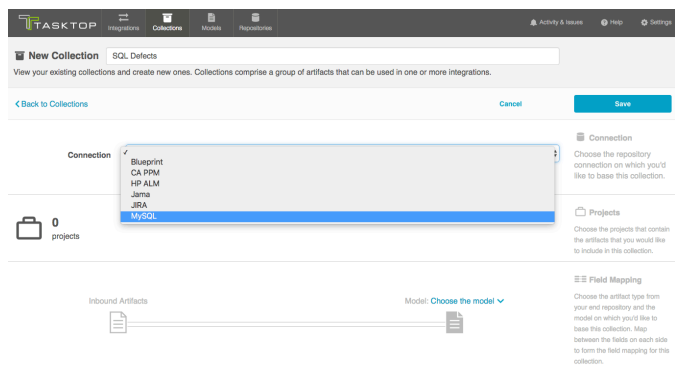 TASKTOP
Integrations
Collections
Models
Repositories
Activity & Issues
Help
Settings
New Collection
SQL Defects
View your existing collections and create new ones. Collections comprise a group of artifacts that can be used in one or more integrations.
Back to Collections
Cancel
Save
Connection
Blueprint
CA PPM
HP ALM
Jama
JIRA
MySQL
Connection
Choose the repository
connection on which you'd
like to base this collection.
0
projects
Projects
Choose the projects that contain
the artifacts that you would like
to include in this collection.
Inbound Artifacts
Model: Choose the model
Field Mapping
Choose the artifact type from
your end repository and the
model on which you'd like to
base this collection. Map
between the fields on each side
to form the field mapping for this
collection.